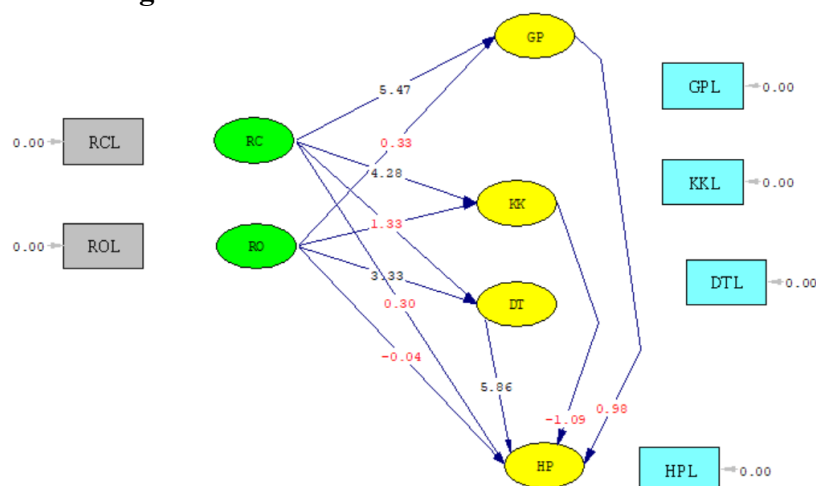 GP
5.47
GPL
0.00
0.00
RCL
RC
0.33
4.28
KKL
0.00
KK
1.33
0.00
ROL
RO
3.33
DTL
0.00
0.30
DT
-0.04
5.86
-1.09
0.98
HP
HPL
0.00